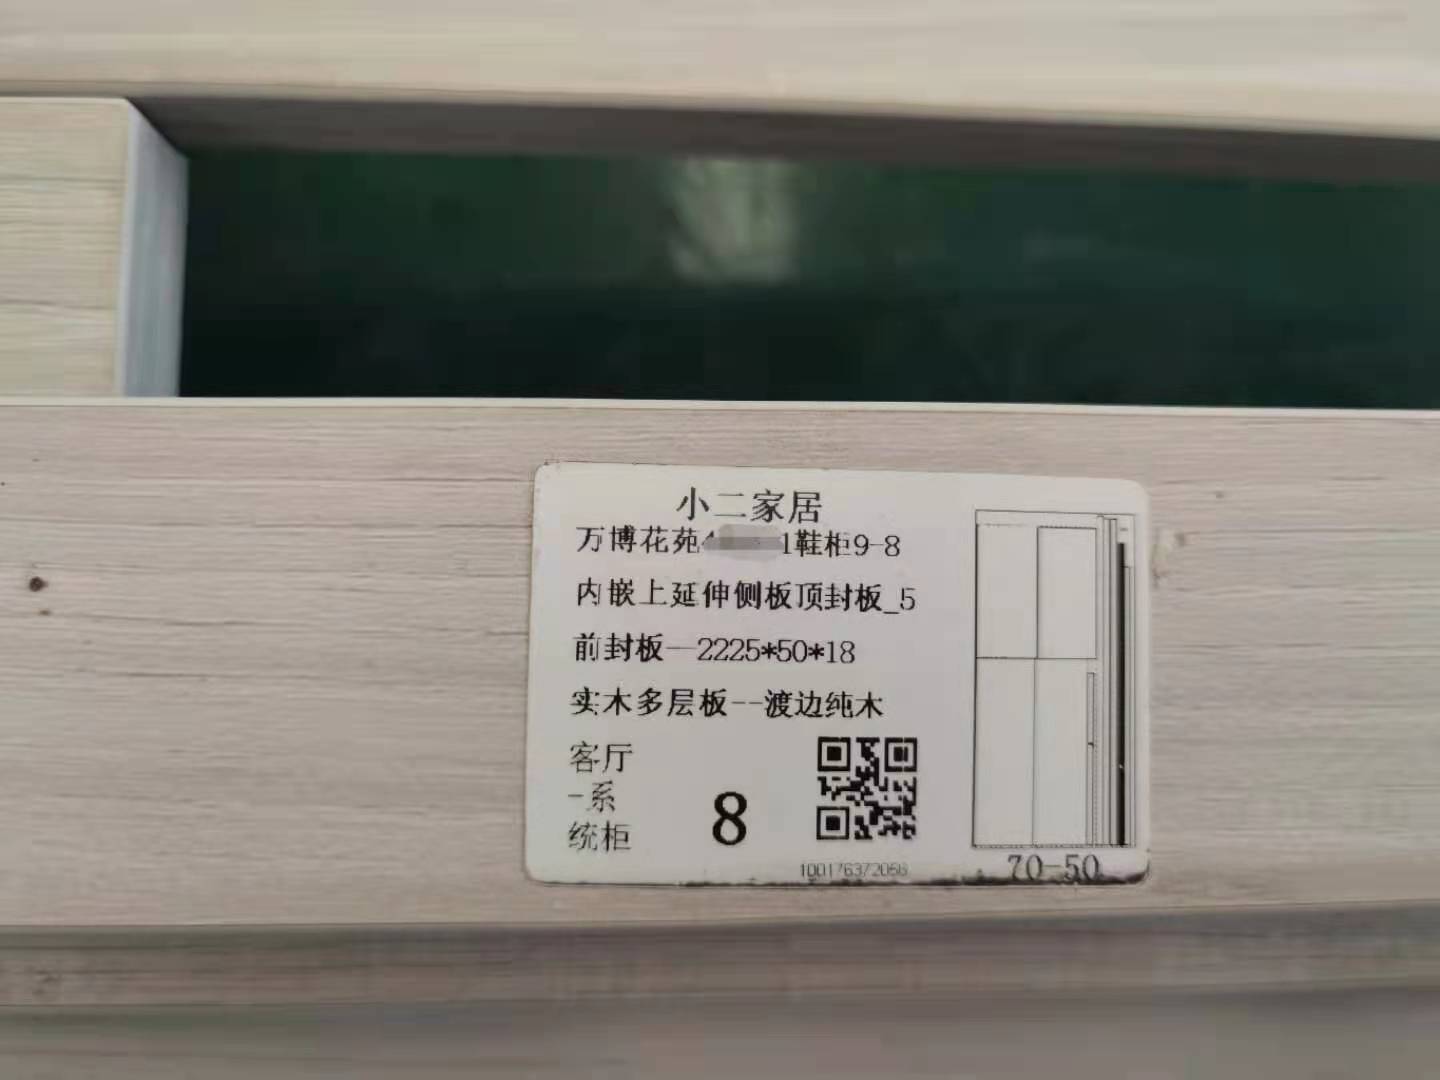 小二家居
万博花苑4 1鞋柜9-8
内嵌上延伸侧板顶封板_5
前封板—2225*50*18
实木多层板--渡边纯木
客厅
-系
统柜
8
100176372058
70-50